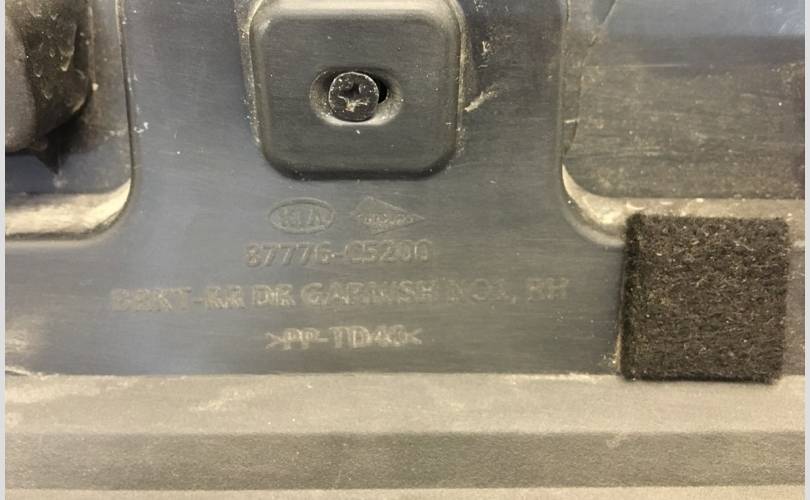 KIA
87776-C5200
BRKT-RR DR GARNISH NO1, RH
>PP-TD40<